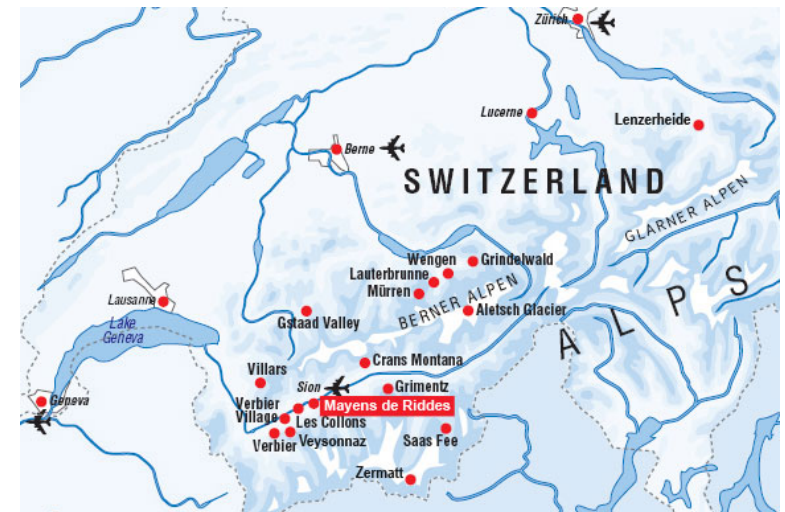 Zürich
Lucerne
Lenzerheide
Berne
SWITZERLAND
GLARNER ALPEN
Wengen
Grindelwald
Lauterbrunne
Mürren
BERNER ALPEN
Aletsch Glacier
ALPS
Lausanne
Lake
Geneva
Gstaad Valley
Crans Montana
Villars
Sion
Grimentz
Geneva
Verbier
Village
Mayens de Riddes
Les Collons
Verbier
Veysonnaz
Saas Fee
Zermatt